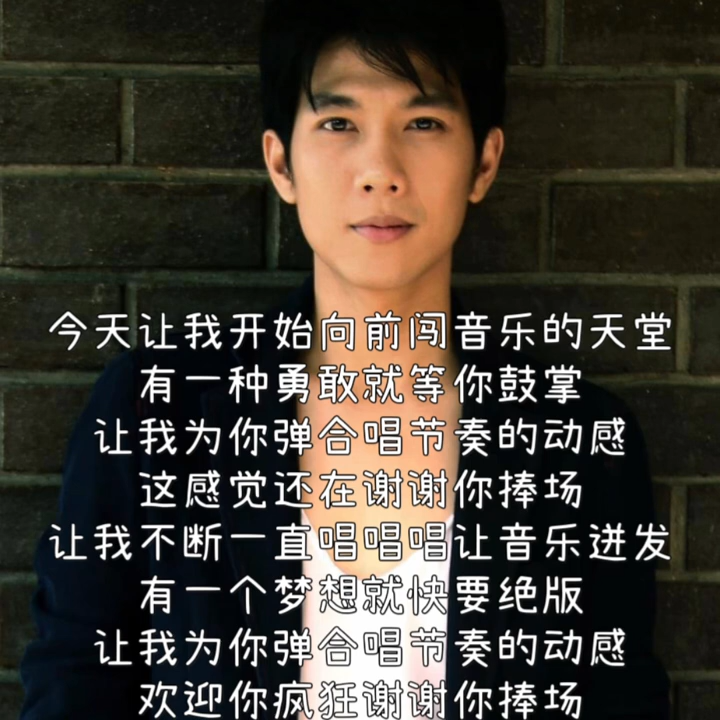 今天让我开始向前闯音乐的天堂
有一种勇敢就等你鼓掌
让我为你弹合唱节奏的动感
这感觉还在谢谢你捧场
让我不断一直唱唱唱让音乐迸发
有一个梦想就快要绝版
让我为你弹合唱节奏的动感
欢迎你疯狂谢谢你捧场